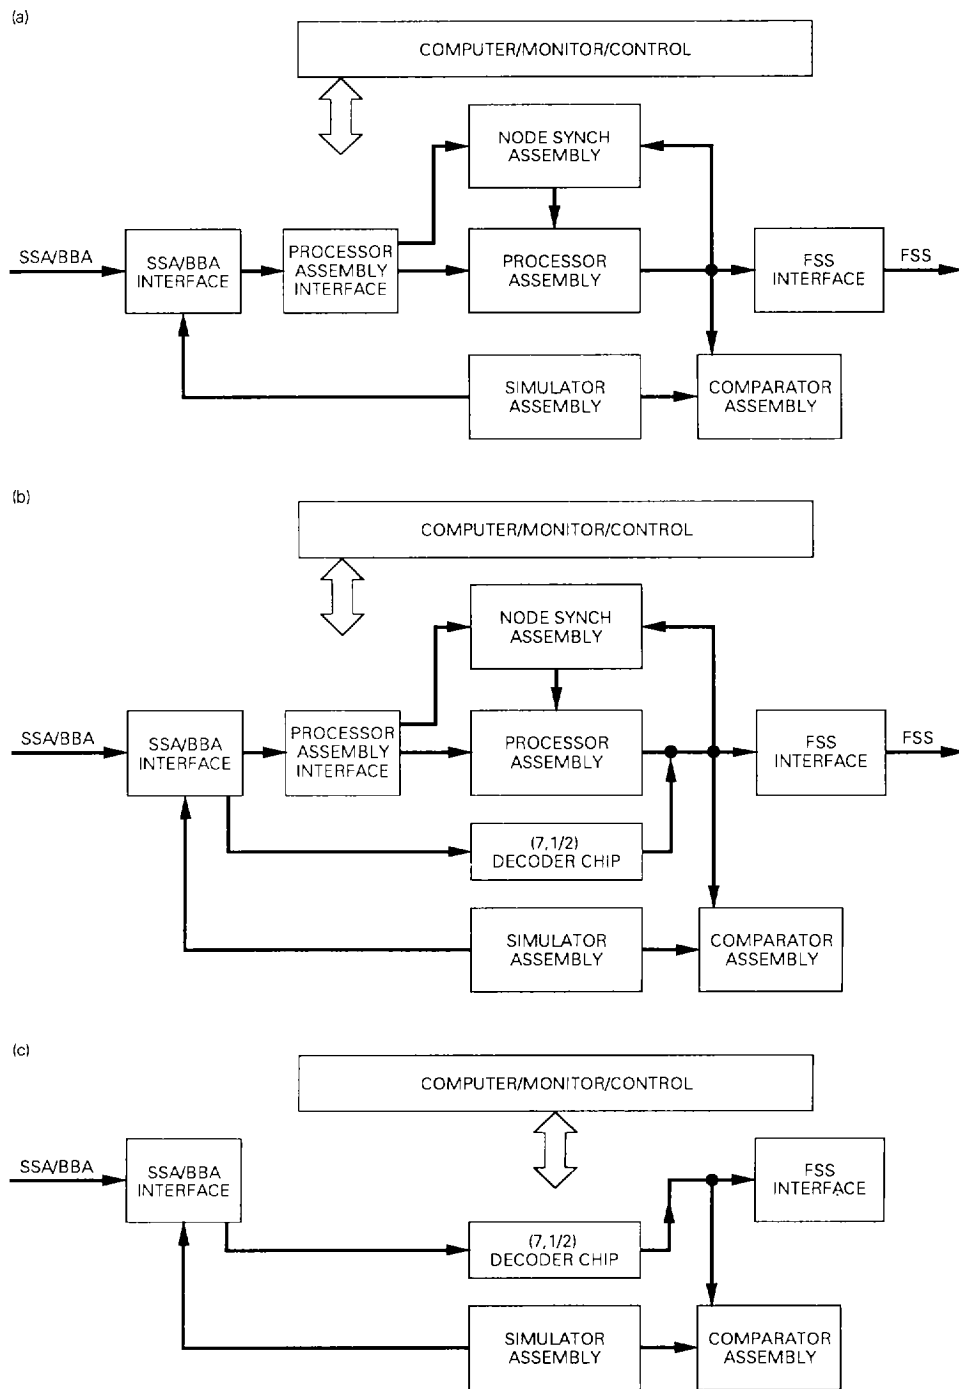 (a)
COMPUTER/MONITOR/CONTROL
NODE SYNCH
ASSEMBLY
SSA/BBA
SSA/BBA
INTERFACE
PROCESSOR
ASSEMBLY
INTERFACE
PROCESSOR
ASSEMBLY
FSS
INTERFACE
FSS
SIMULATOR
ASSEMBLY
COMPARATOR
ASSEMBLY
(b)
COMPUTER/MONITOR/CONTROL
NODE SYNCH
ASSEMBLY
SSA/BBA
SSA/BBA
INTERFACE
PROCESSOR
ASSEMBLY
INTERFACE
PROCESSOR
ASSEMBLY
FSS
INTERFACE
FSS
(7,1/2)
DECODER CHIP
SIMULATOR
ASSEMBLY
COMPARATOR
ASSEMBLY
(c)
COMPUTER/MONITOR/CONTROL
SSA/BBA
SSA/BBA
INTERFACE
FSS
INTERFACE
(7,1/2)
DECODER CHIP
SIMULATOR
ASSEMBLY
COMPARATOR
ASSEMBLY